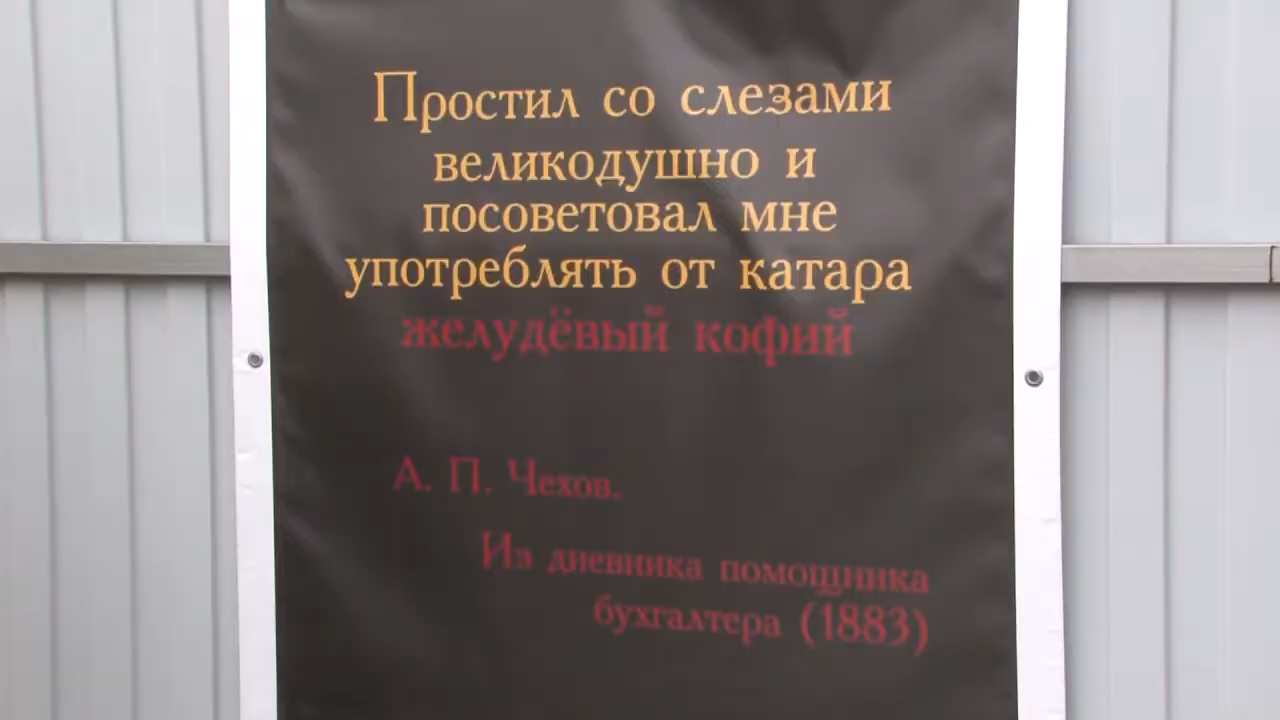 Простил со слезами
великодушно и
посоветовал мне
употреблять от катара
желудёвый кофий
А. П. Чехов.
Из дневника помощника
бухгалтера (1883)